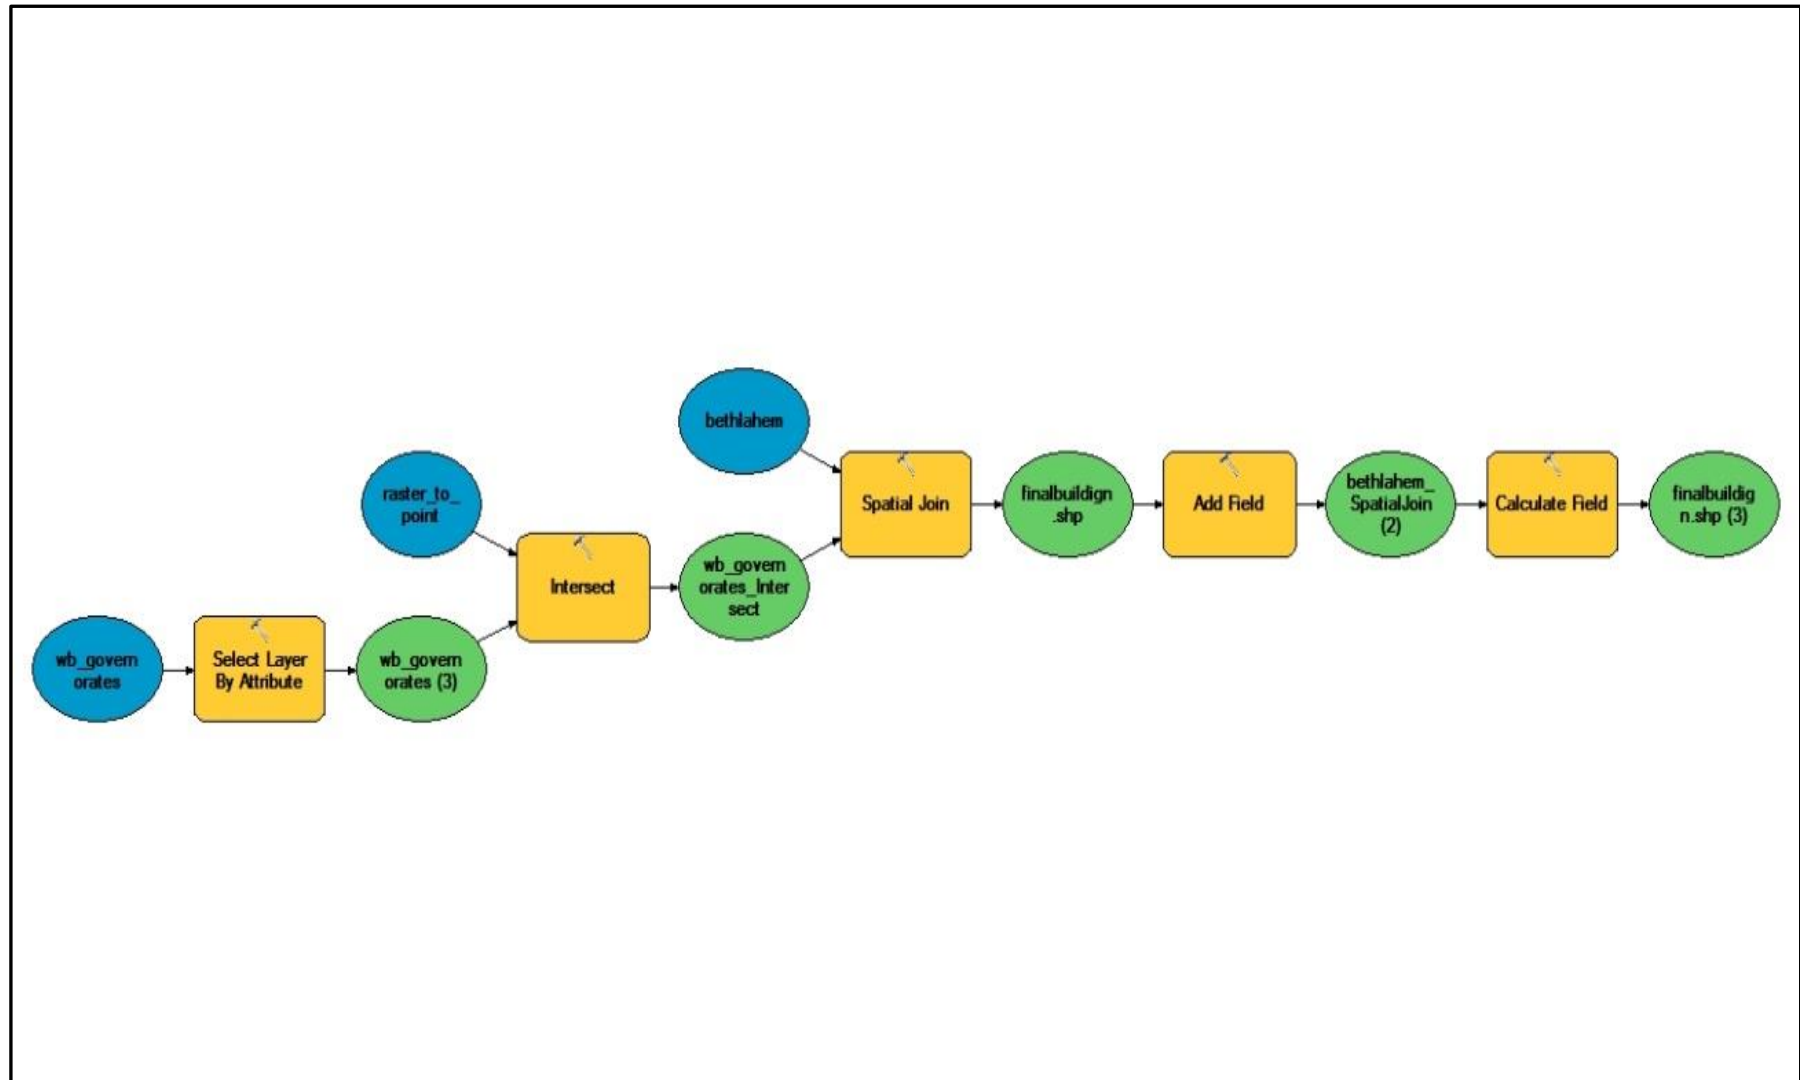 wb_govern
orates
Select Layer
By Attribute
wb_govern
orates (3)
raster_to_
point
Intersect
wb_govern
orates_Inter
sect
bethlahem
Spatial Join
finalbuildign
.shp
Add Field
bethlahem_
SpatialJoin
(2)
Calculate Field
finalbuildig
n.shp (3)